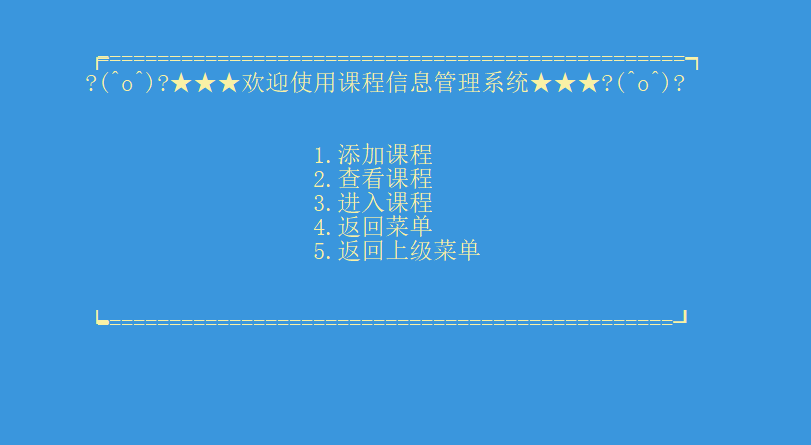 ┏================================================┓
?(^o^)?★★★欢迎使用课程信息管理系统★★★?(^o^)?
1.添加课程
2.查看课程
3.进入课程
4.返回菜单
5.返回上级菜单
┗===============================================┛